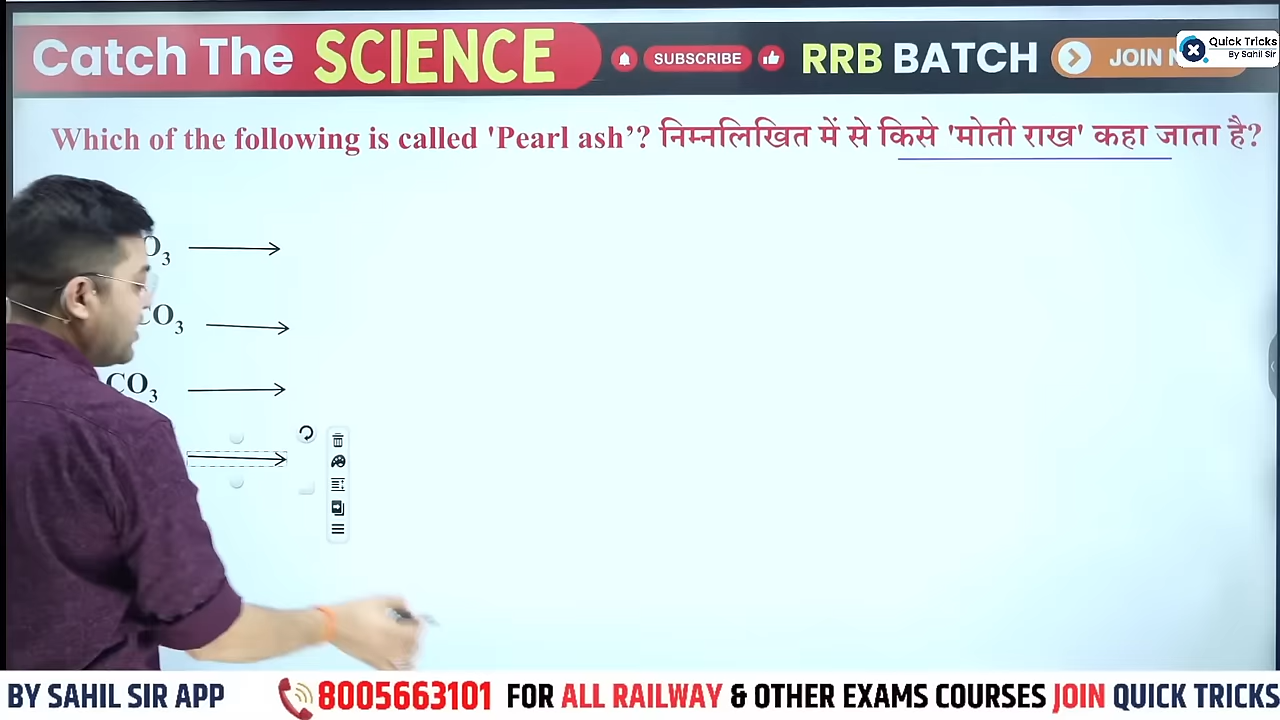 Catch The SCIENCE SUBSCRIBE RRB BATCH JOIN Quick Tricks
By Sahil Sir
Which of the following is called 'Pearl ash’? निम्नलिखित में से किसे 'मोती राख' कहा जाता है?
O3
CO3
CO3
BY SAHIL SIR APP 8005663101 FOR ALL RAILWAY & OTHER EXAMS COURSES JOIN QUICK TRICKS